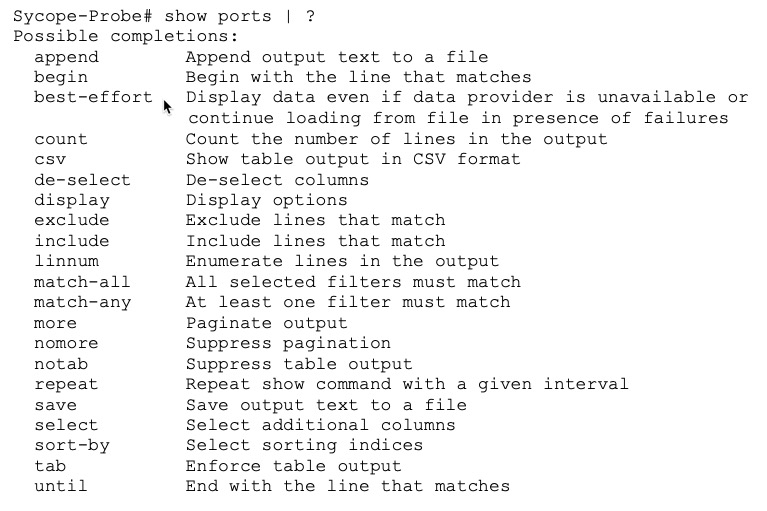 Sycope-Probe# show ports | ?
Possible completions:
append Append output text to a file
begin Begin with the line that matches
best-effort Display data even if data provider is unavailable or
continue loading from file in presence of failures
count Count the number of lines in the output
csv Show table output in CSV format
de-select De-select columns
display Display options
exclude Exclude lines that match
include Include lines that match
linnum Enumerate lines in the output
match-all All selected filters must match
match-any At least one filter must match
more Paginate output
nomore Suppress pagination
notab Suppress table output
repeat Repeat show command with a given interval
save Save output text to a file
select Select additional columns
sort-by Select sorting indices
tab Enforce table output
until End with the line that matches